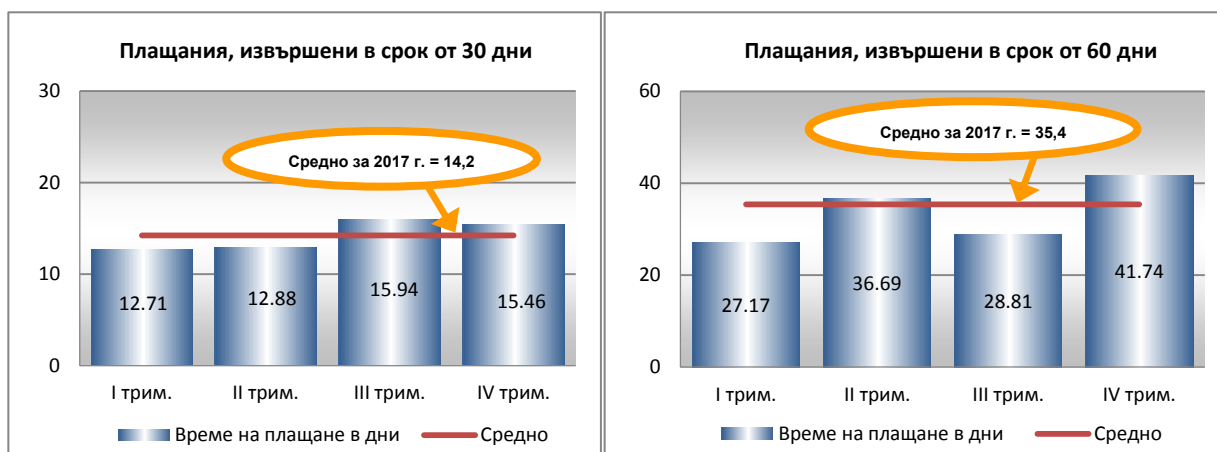 Плащания, извършени в срок от 30 дни
30
Средно за 2017 г. = 14,2
20
10
12.71
12.88
15.94
15.46
0
I трим.
II трим.
III трим.
IV трим.
Време на плащане в дни
Средно
Плащания, извършени в срок от 60 дни
60
Средно за 2017 г. = 35,4
40
20
27.17
36.69
28.81
41.74
0
I трим.
II трим.
III трим.
IV трим.
Време на плащане в дни
Средно